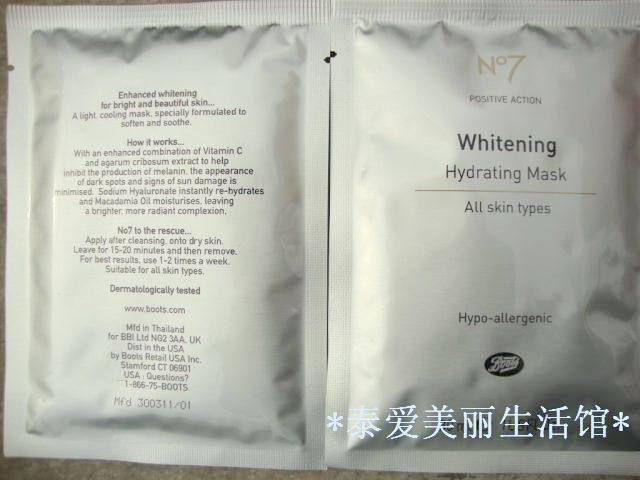 Enhanced whitening
for bright and beautiful skin...
A light, cooling mask, specially formulated to
soften and soothe.
How it works...
With an enhanced combination of Vitamin C
and agarum cribosum extract to help
inhibit the production of melanin, the appearance
of dark spots and signs of sun damage is
minimised. Sodium Hyaluronate instantly re-hydrates
and Macadamia Oil moisturises, leaving
a brighter, more radiant complexion.
No7 to the rescue...
Apply after cleansing, onto dry skin.
Leave for 15-20 minutes and then remove.
For best results, use 1-2 times a week.
Suitable for all skin types.
Dermatologically tested
www.boots.com
Mfd in Thailand
for BBI Ltd NG2 3AA, UK
Dist in the USA
by Boots Retail USA Inc.
Stamford CT 06901
USA : Questions?
1-866-75-BOOTS
Mfd 300311/01
No7
POSITIVE ACTION
Whitening
Hydrating Mask
All skin types
Hypo-allergenic
Boots
*泰爱美丽生活馆*